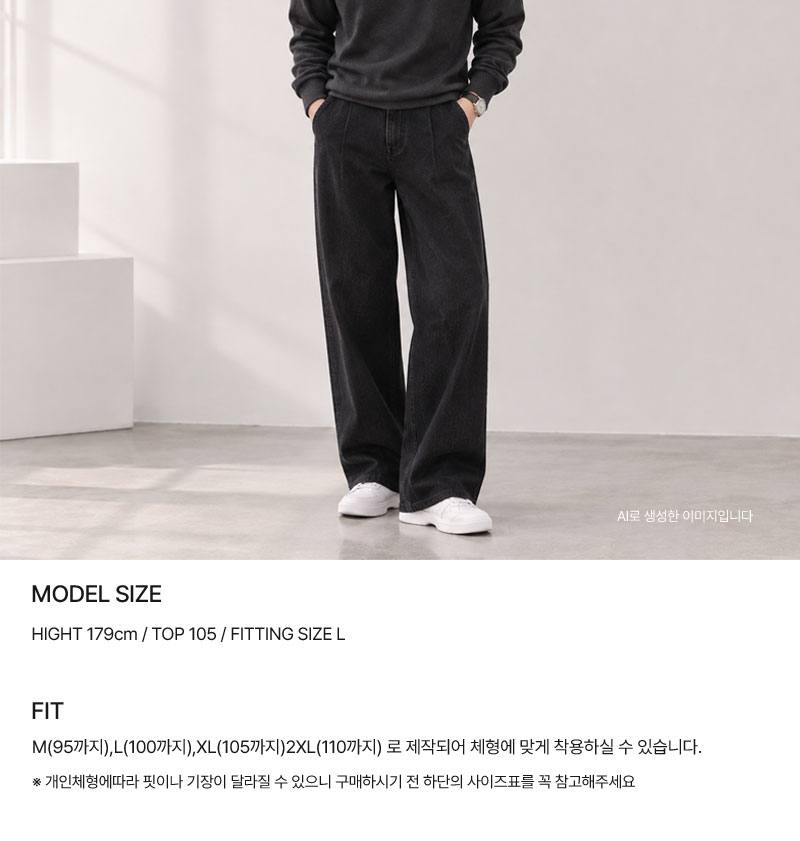 AI로 생성한 이미지입니다
MODEL SIZE
HIGHT 179cm / TOP 105 / FITTING SIZE L
FIT
M(95까지),L(100까지),XL(105까지)2XL(110까지) 로 제작되어 체형에 맞게 착용하실 수 있습니다.
※ 개인체형에따라 핏이나 기장이 달라질 수 있으니 구매하시기 전 하단의 사이즈표를 꼭 참고해주세요